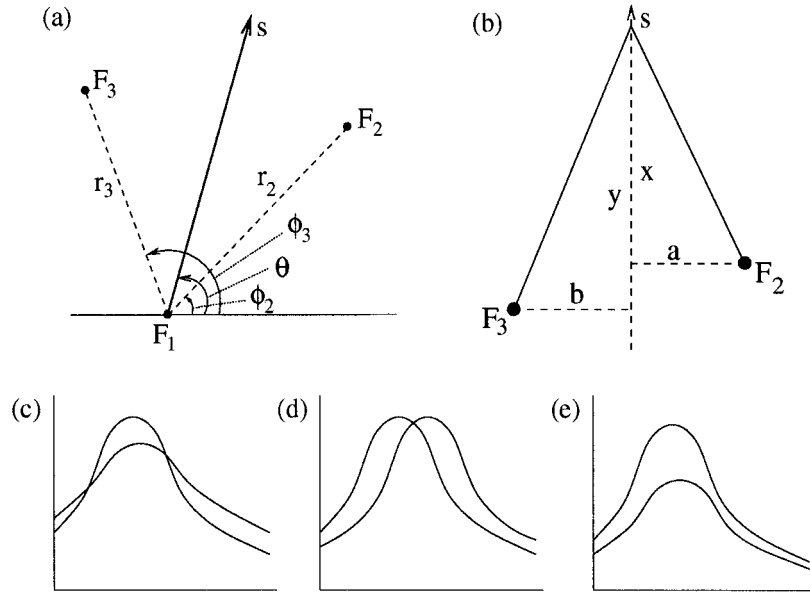 (a)
s
F₃
F₂
r₃
r₂
ϕ₃
θ
ϕ₂
F₁
(b)
s
x
y
a
F₂
b
F₃
(c)
(d)
(e)